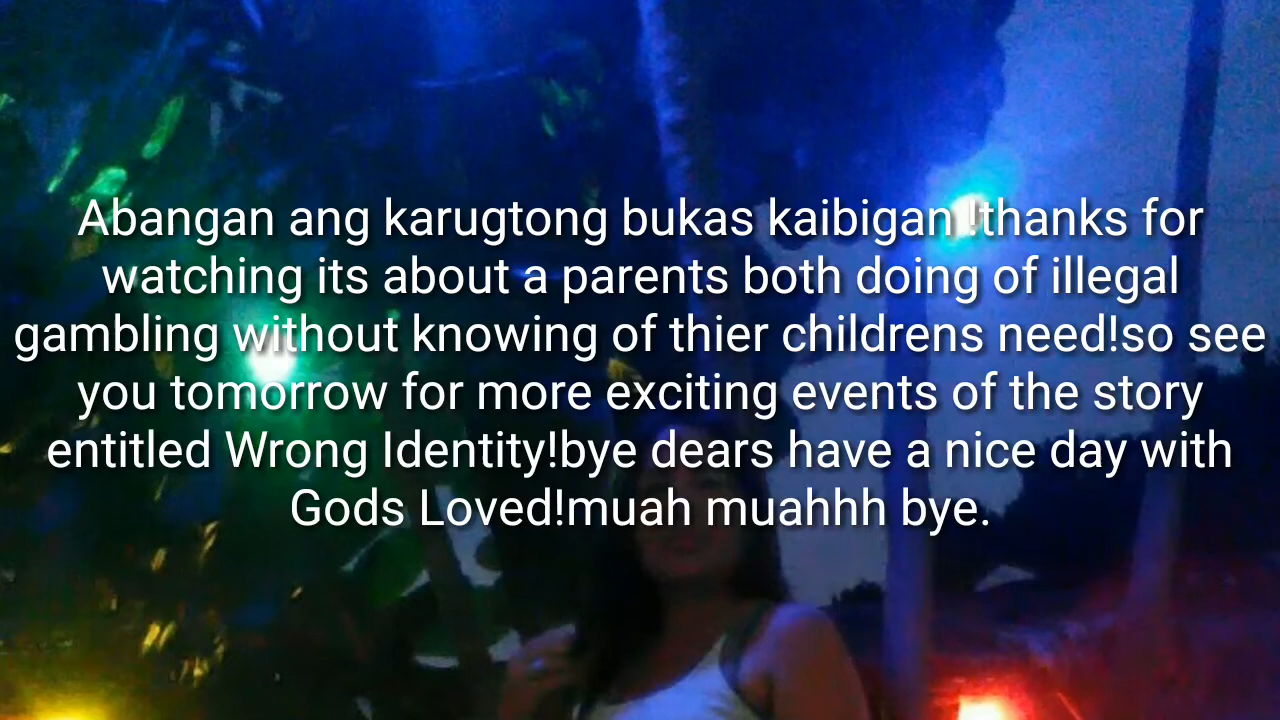 Abangan ang karugtong bukas kaibigan !thanks for
watching its about a parents both doing of illegal
gambling without knowing of thier childrens need!so see
you tomorrow for more exciting events of the story
entitled Wrong Identity!bye dears have a nice day with
Gods Loved!muah muahhh bye.